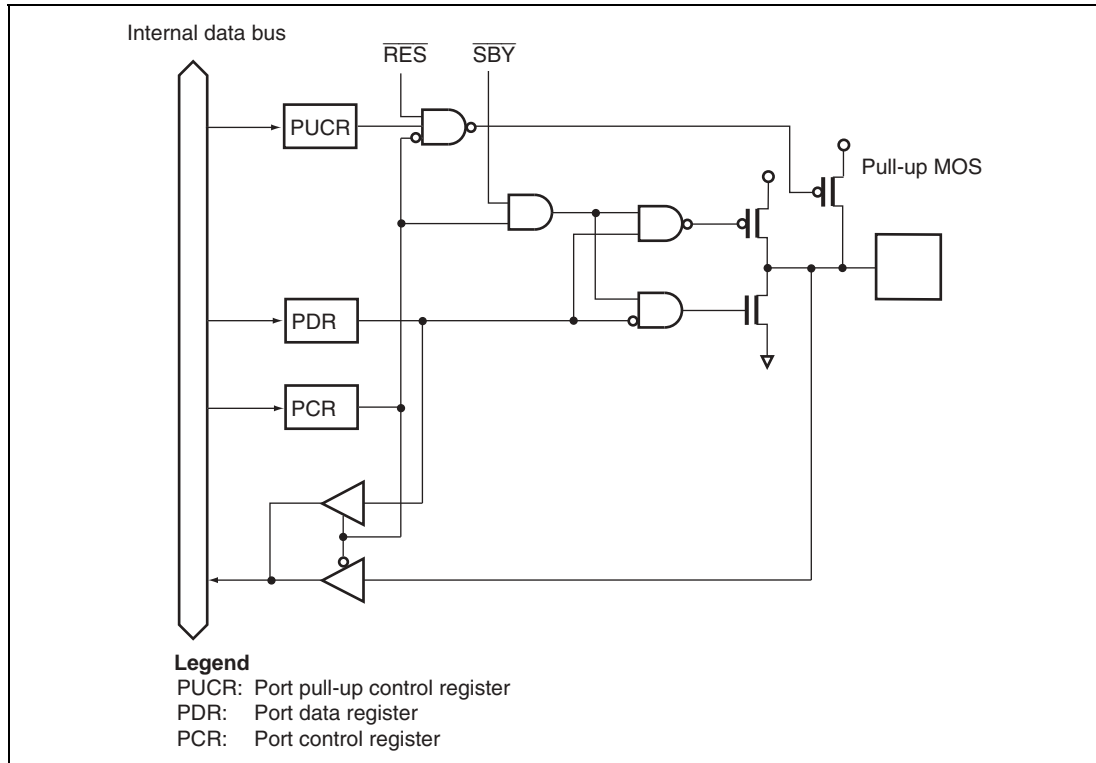 Internal data bus
RES
SBY
PUCR
Pull-up MOS
PDR
PCR
Legend
PUCR: Port pull-up control register
PDR: Port data register
PCR: Port control register